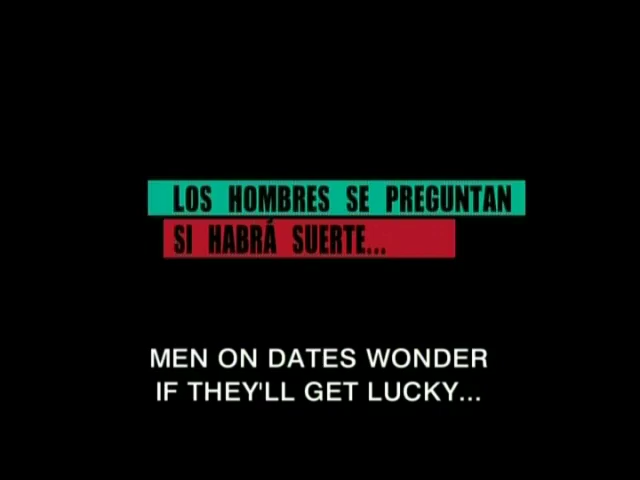 LOS HOMBRES SE PREGUNTAN
SI HABRÁ SUERTE...
MEN ON DATES WONDER
IF THEY'LL GET LUCKY...